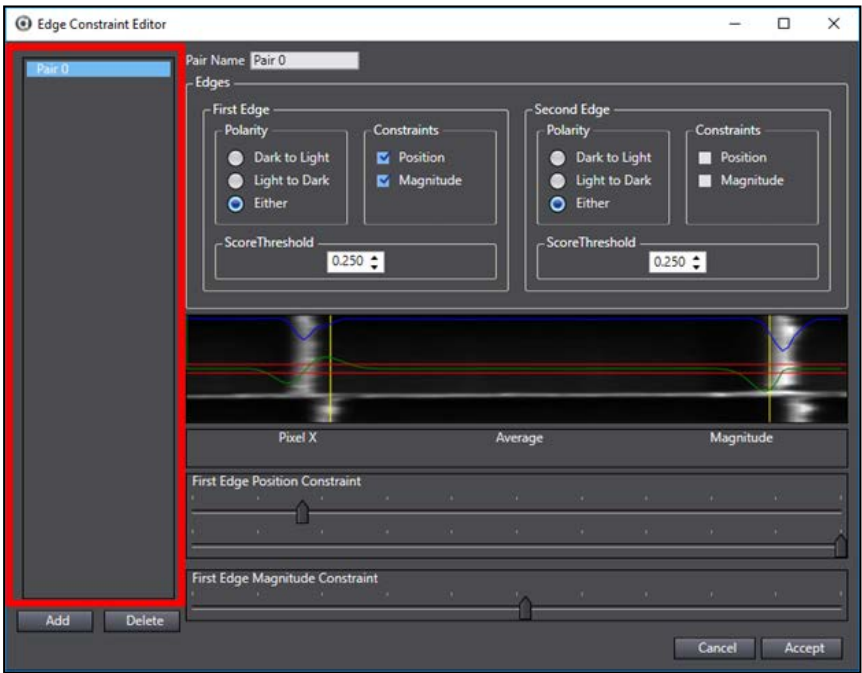 Edge Constraint Editor
Pair 0
Pair Name Pair 0
Edges
First Edge
Polarity
Dark to Light
Light to Dark
Either
Constraints
Position
Magnitude
ScoreThreshold
0.250
Second Edge
Polarity
Dark to Light
Light to Dark
Either
Constraints
Position
Magnitude
ScoreThreshold
0.250
Pixel X Average Magnitude
First Edge Position Constraint
First Edge Magnitude Constraint
Add Delete
Cancel Accept